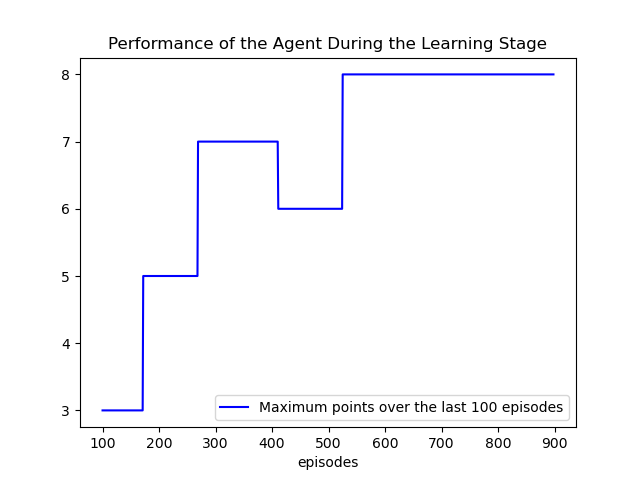 Performance of the Agent During the Learning Stage
8
7
6
5
4
3
Maximum points over the last 100 episodes
100 200 300 400 500 600 700 800 900
episodes